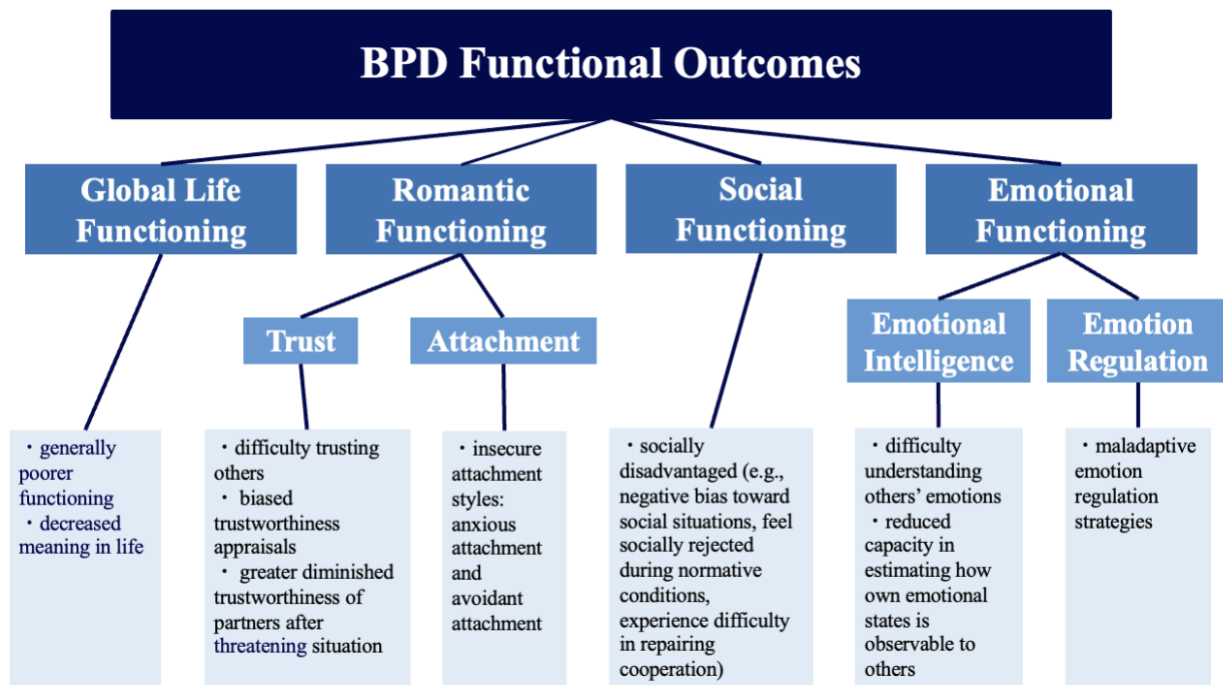 BPD Functional Outcomes
Global Life
Functioning
Romantic
Functioning
Social
Functioning
Emotional
Functioning
Trust
Attachment
Emotional
Intelligence
Emotion
Regulation
・generally
poorer
functioning
・decreased
meaning in life
・difficulty trusting
others
・biased
trustworthiness
appraisals
・greater diminished
trustworthiness of
partners after
threatening situation
・insecure
attachment
styles:
anxious
attachment
and
avoidant
attachment
・socially
disadvantaged (e.g.,
negative bias toward
social situations, feel
socially rejected
during normative
conditions,
experience difficulty
in repairing
cooperation)
・difficulty
understanding
others’ emotions
・reduced
capacity in
estimating how
own emotional
states is
observable to
others
・maladaptive
emotion
regulation
strategies